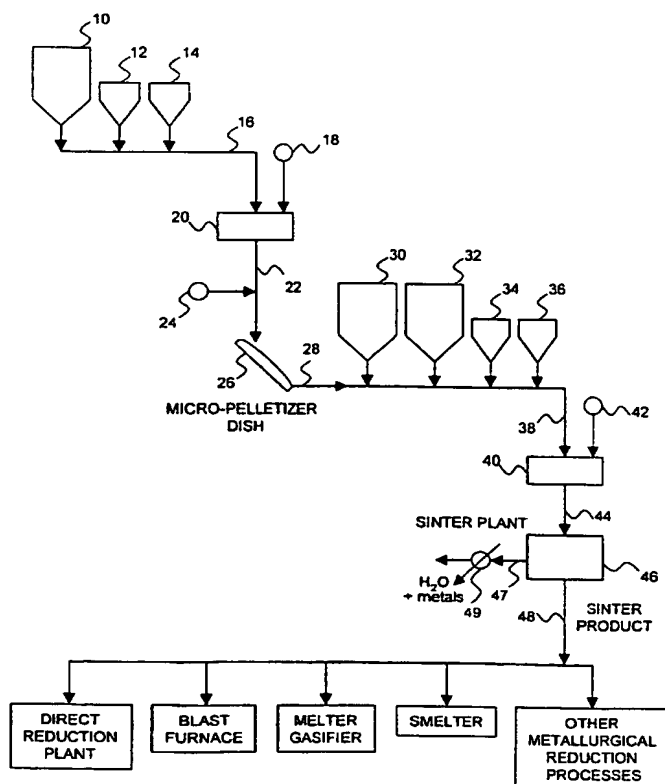 10
12
14
16
18
20
22
24
26
28
30
32
34
36
MICRO-PELLETIZER
DISH
38
42
40
44
SINTER PLANT
46
H2O
+ metals
47
49
48
SINTER
PRODUCT
DIRECT
REDUCTION
PLANT
BLAST
FURNACE
MELTER
GASIFIER
SMELTER
OTHER
METALLURGICAL
REDUCTION
PROCESSES